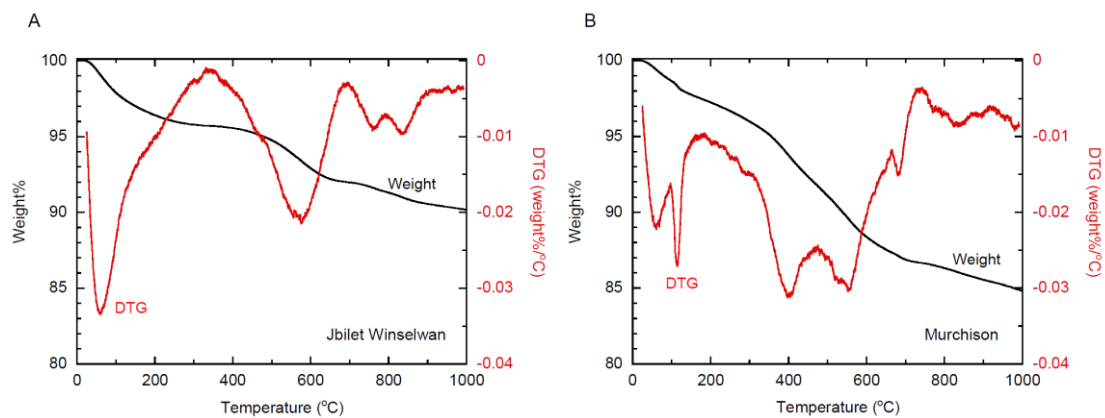 A
100
95
90
85
80
Weight%
0
-0.01
-0.02
-0.03
-0.04
DTG (weight%/°C)
Weight
DTG
Jbilet Winselwan
0 200 400 600 800 1000
Temperature (°C)
B
100
95
90
85
80
Weight%
0
-0.01
-0.02
-0.03
-0.04
DTG (weight%/°C)
Weight
DTG
Murchison
0 200 400 600 800 1000
Temperature (°C)